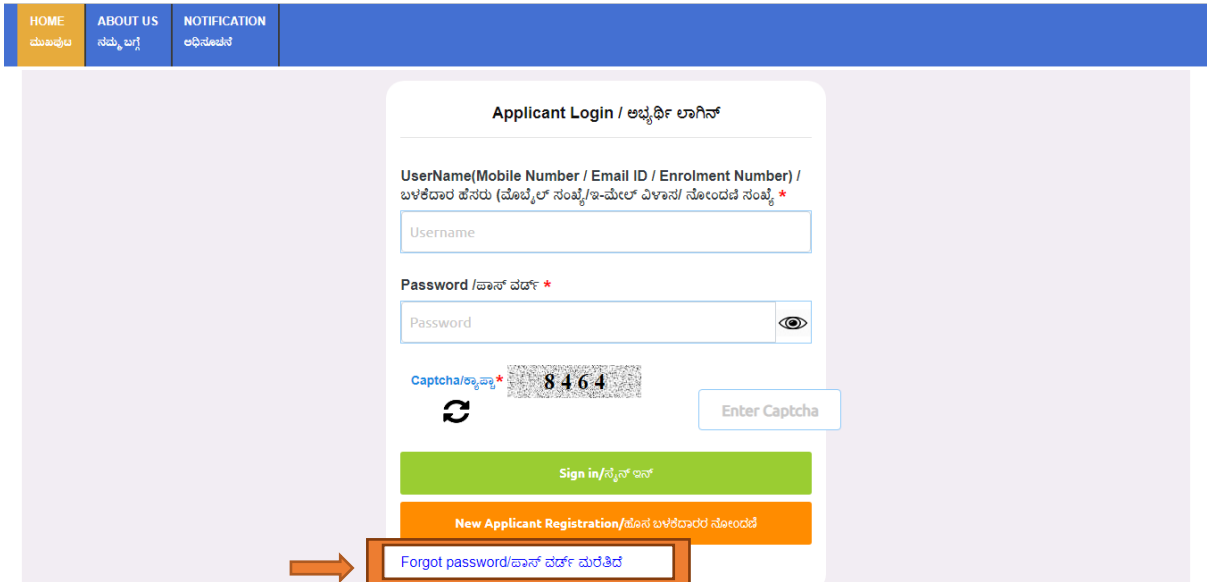 HOME
ಮುಖಪುಟ
ABOUT US
ನಮ್ಮ ಬಗ್ಗೆ
NOTIFICATION
ಅಧಿಸೂಚನೆ
Applicant Login / ಅಭ್ಯರ್ಥಿ ಲಾಗಿನ್
UserName(Mobile Number / Email ID / Enrolment Number) /
ಬಳಕೆದಾರ ಹೆಸರು (ಮೊಬೈಲ್ ಸಂಖ್ಯೆ/ಇ-ಮೇಲ್ ವಿಳಾಸ/ ನೋಂದಣಿ ಸಂಖ್ಯೆ *
Username
Password /ಪಾಸ್ ವರ್ಡ್ *
Password
Captcha/ಕ್ಯಾಪ್ಚಾ* 8464
Enter Captcha
Sign in/ಸೈನ್ ಇನ್
New Applicant Registration/ಹೊಸ ಬಳಕೆದಾರರ ನೋಂದಣಿ
Forgot password/ಪಾಸ್ ವರ್ಡ್ ಮರೆತಿದೆ